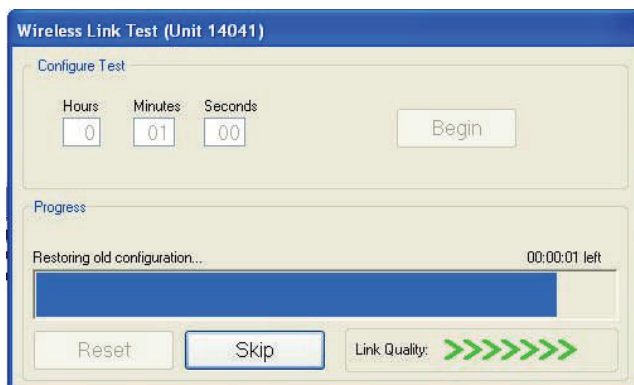 Wireless Link Test (Unit 14041)
Configure Test
Hours Minutes Seconds
0 01 00
Begin
Progress
Restoring old configuration... 00:00:01 left
Reset Skip Link Quality: >>>>>>>